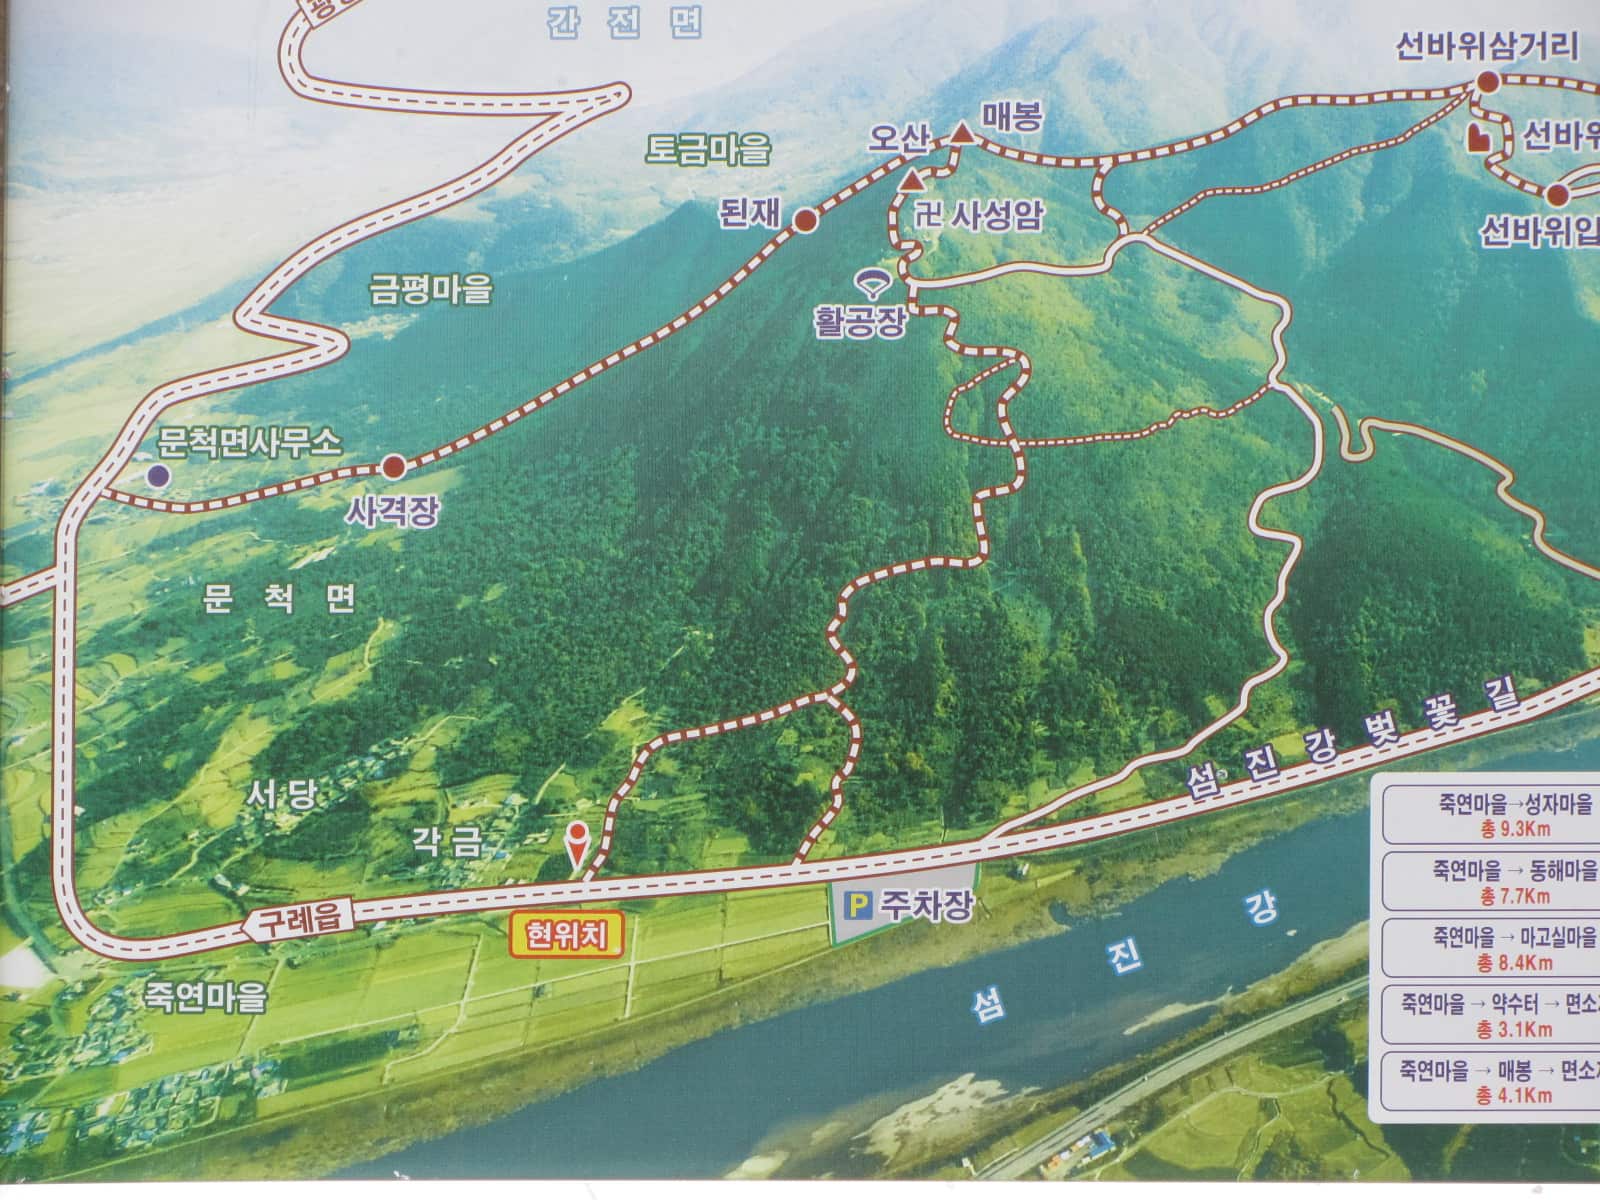 간 전 면
선바위삼거리
매봉
오산
토금마을
선바위
된재
卍 사성암
선바위입
금평마을
활공장
문척면사무소
사격장
문 척 면
섬 진 강 벚 꽃 길
서당
각금
죽연마을→성자마을
총 9.3Km
죽연마을 → 동해마을
총 7.7Km
죽연마을 → 마고실마을
총 8.4Km
죽연마을 → 약수터 → 면소
총 3.1Km
죽연마을 → 매봉 → 면소
총 4.1Km
P 주차장
구례읍
현위치
섬 진 강
죽연마을